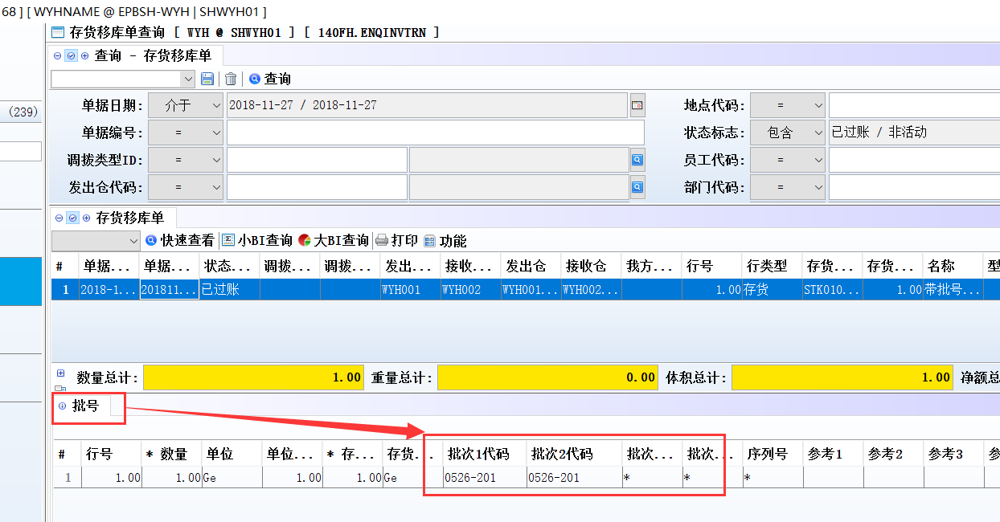 68 ] [ WYHNAME @ EPBSH-WYH | SHWYH01 ]
存货移库单查询 [ WYH @ SHWYH01 ] [ 140FH.ENQINVTRN ]
查询 - 存货移库单
查询
(239)
单据日期: 介于 2018-11-27 / 2018-11-27 地点代码: =
单据编号: = 状态标志: 包含 已过账 / 非活动
调拨类型ID: = 员工代码: =
发出仓代码: = 部门代码: =
存货移库单
快速查看 小BI查询 大BI查询 打印 功能
# 单据... 单据... 状态... 调拨... 调拨... 发出... 接收... 发出仓 接收仓 我方... 行号 行类型 存货... 存货... 名称 型
1 2018-1... 201811... 已过账 WYH001 WYH002 WYH001... WYH002... 1.00 存货 STK010... 1.00 带批号...
数量总计: 1.00 重量总计: 0.00 体积总计: 1.00 净额总
批号
# 行号 * 数量 单位 单位... * 存... 存货... 批次1代码 批次2代码 批次... 批次... 序列号 参考1 参考2 参考3 参
1 1.00 1.00 Ge 1.00 1.00 Ge 0526-201 0526-201 * * *